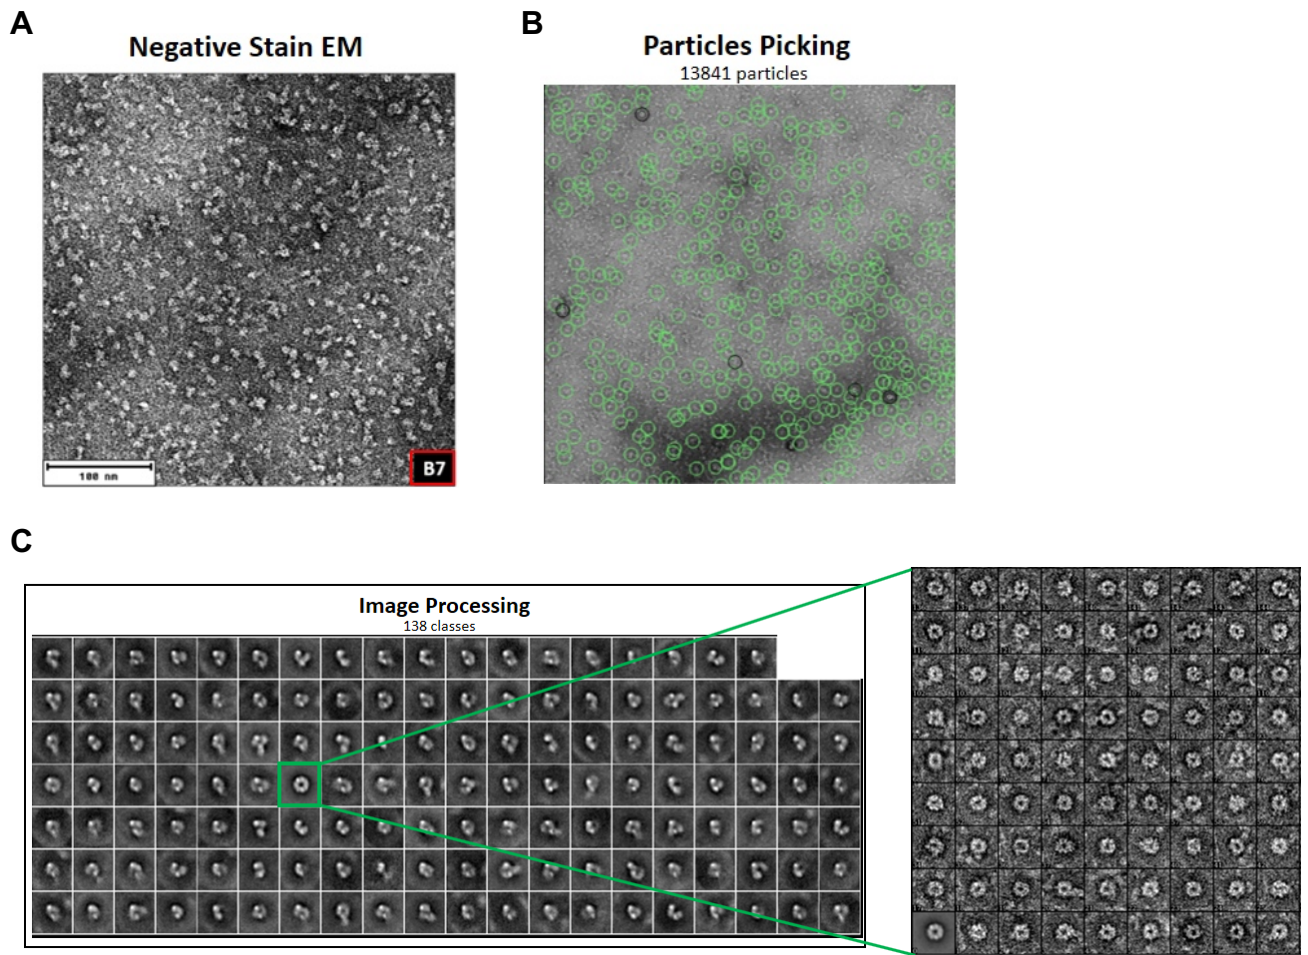 A
Negative Stain EM
100 nm
B7
B
Particles Picking
13841 particles
C
Image Processing
138 classes